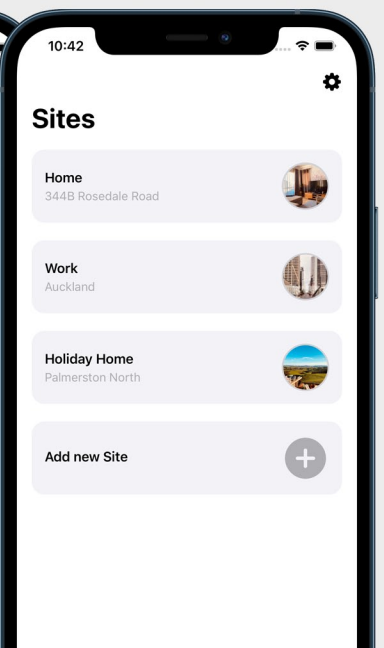 10:42
Sites
Home
344B Rosedale Road
Work
Auckland
Holiday Home
Palmerston North
Add new Site